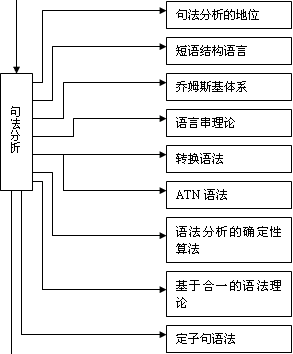 句法分析
句法分析的地位
短语结构语言
乔姆斯基体系
语言串理论
转换语法
ATN 语法
语法分析的确定性
算法
基于合一的语法理
论
定子句语法